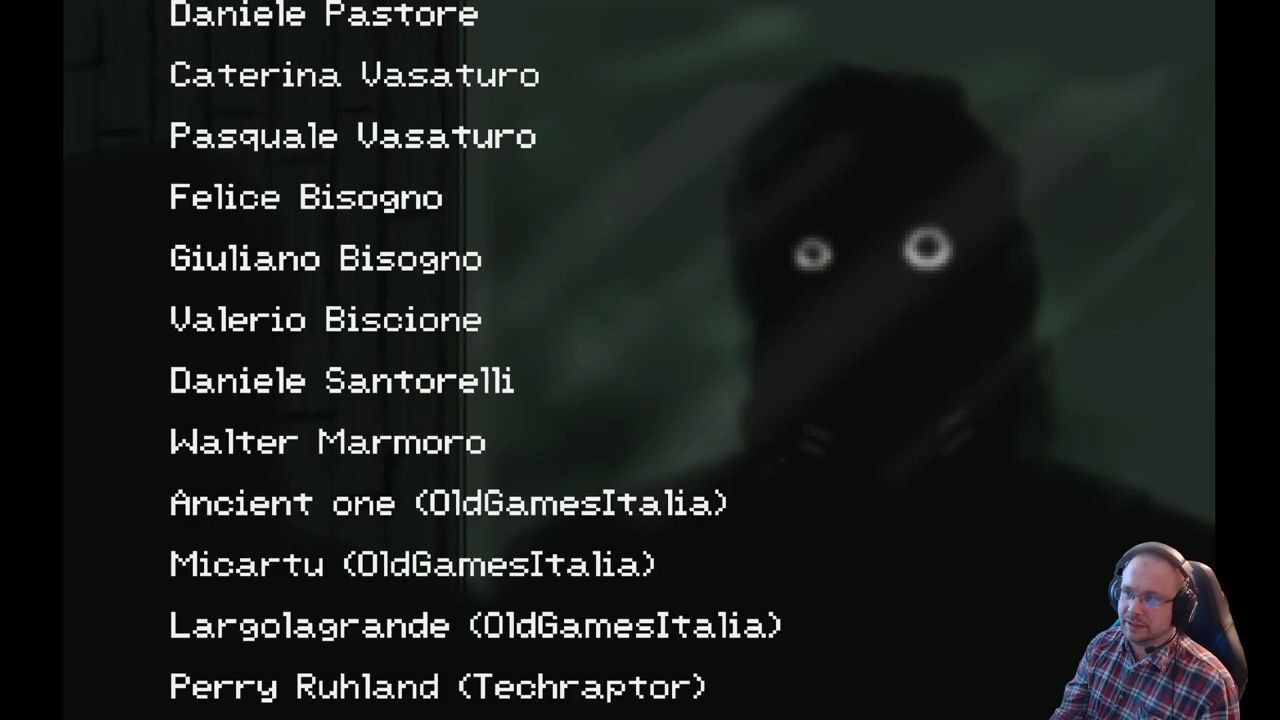 Daniele Pastore
Caterina Vasaturo
Pasquale Vasaturo
Felice Bisogno
Giuliano Bisogno
Valerio Biscione
Daniele Santorelli
Walter Marmoro
Ancient one (OldGamesItalia)
Micartu (OldGamesItalia)
Largolagrande (OldGamesItalia)
Perry Ruhland (Techraptor)